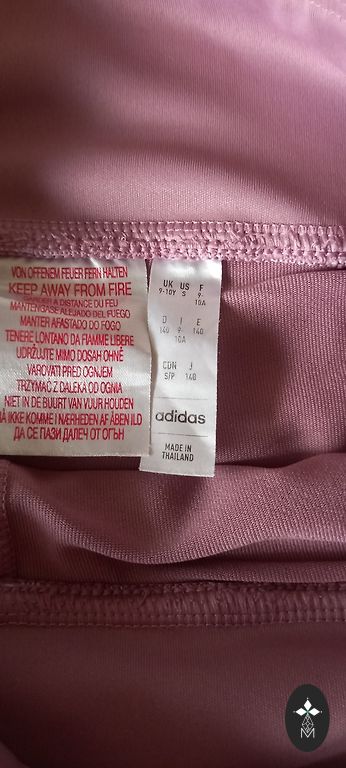 VON OFFENEM FEUER FERN HALTEN
KEEP AWAY FROM FIRE
GARDER A DISTANCE DU FEU
MANTENGASE ALEJADO DEL FUEGO
MANTER AFASTADO DO FOGO
TENERE LONTANO DA FIAMME LIBERE
UDRŽUJTE MIMO DOSAH OHNĚ
VAROVATI PRED OGNJEM
TRZYMAĆ Z DALEKA OD OGNIA
NIET IN DE BUURT VAN VUUR HOUDEN
MÅ IKKE KOMME I NÆRHEDEN AF ÅBEN ILD
ДА СЕ ПАЗИ ДАЛЕЧ ОТ ОГЪН
UK US F
9-10Y S 9-
10A
D I E
140 9- 140
10A
CDN J
S/P 140
adidas
MADE IN
THAILAND
M